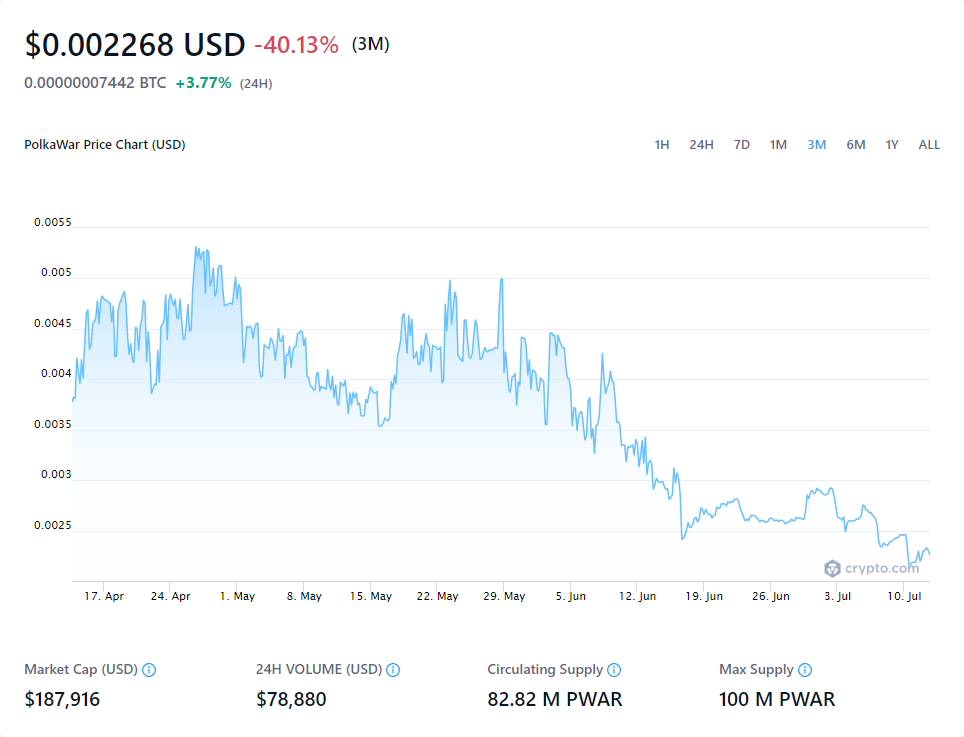 $0.002268 USD -40.13% (3M)
0.00000007442 BTC +3.77% (24H)
PolkaWar Price Chart (USD) 1H 24H 7D 1M 3M 6M 1Y ALL
0.0055
0.005
0.0045
0.004
0.0035
0.003
0.0025
crypto.com
17. Apr 24. Apr 1. May 8. May 15. May 22. May 29. May 5. Jun 12. Jun 19. Jun 26. Jun 3. Jul 10. Jul
Market Cap (USD) 24H VOLUME (USD) Circulating Supply Max Supply
$187,916 $78,880 82.82 M PWAR 100 M PWAR